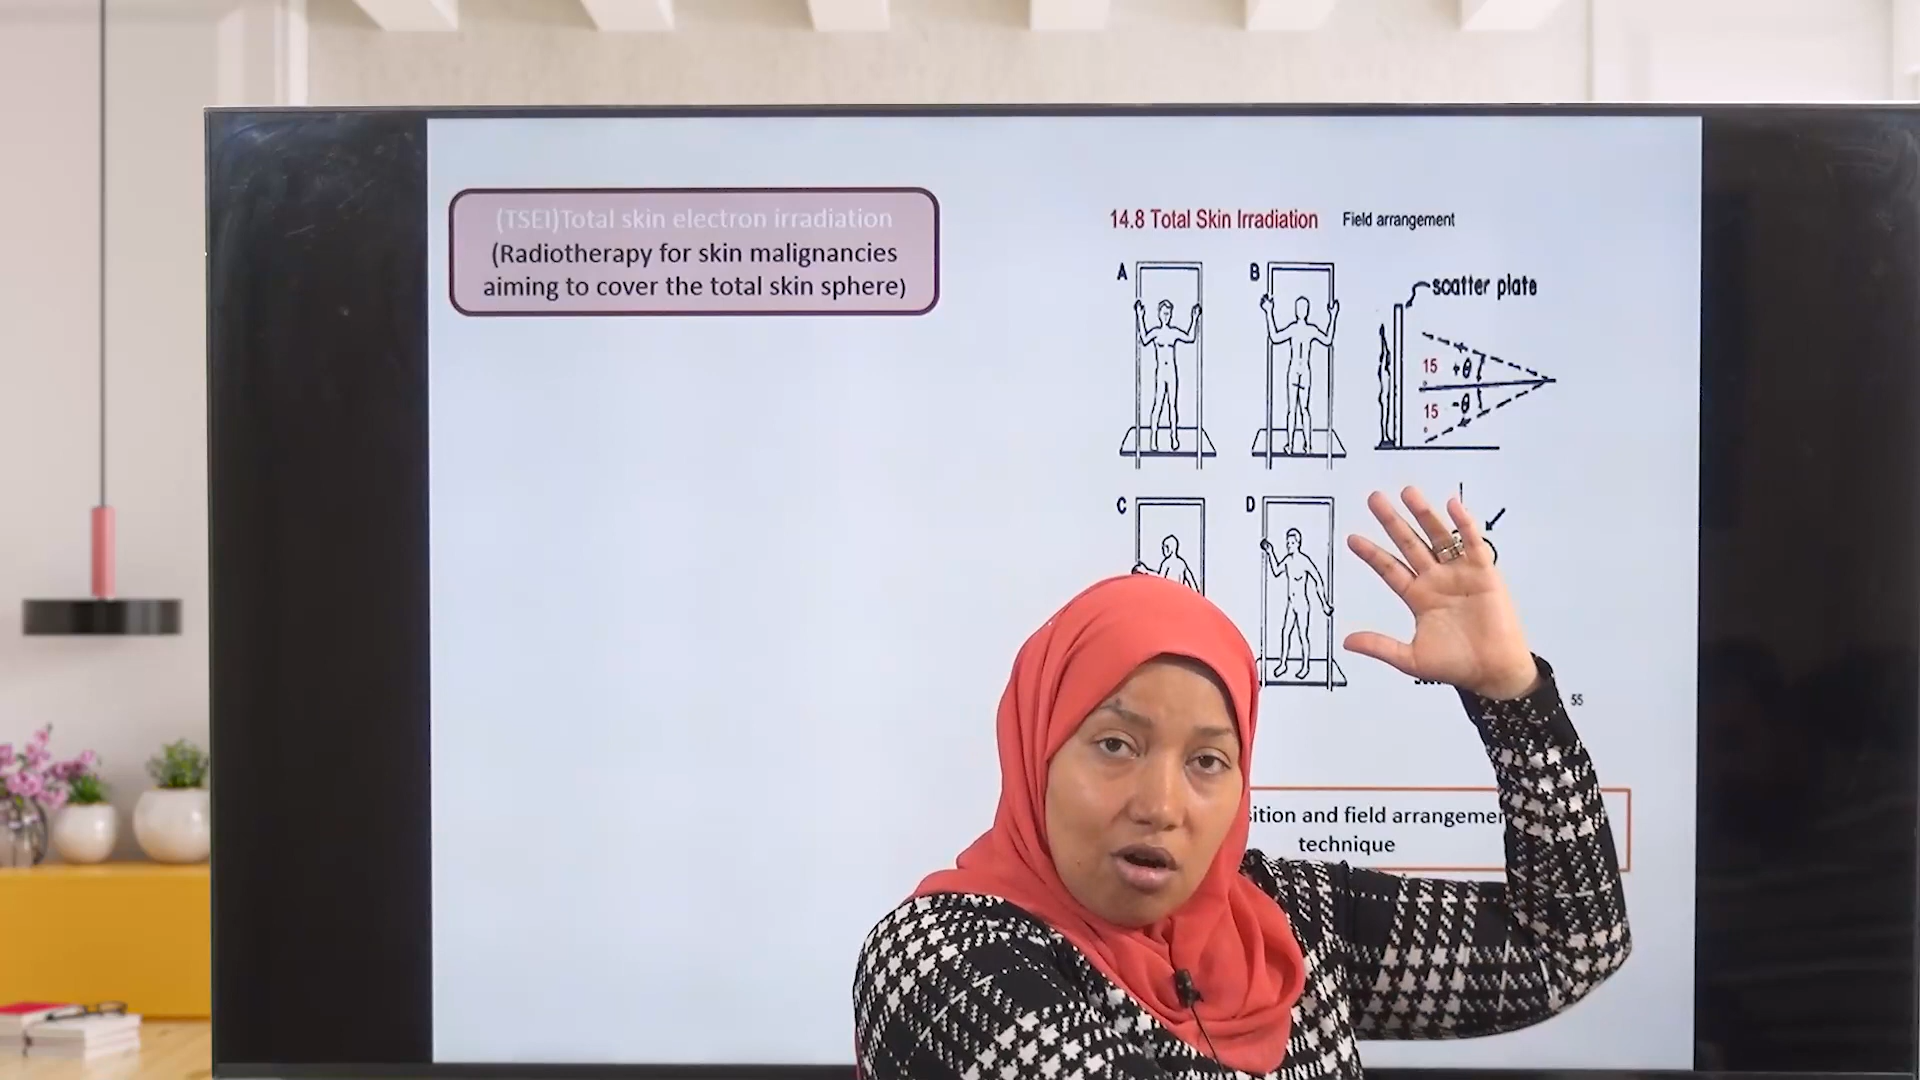 (TSEI)Total skin electron irradiation
(Radiotherapy for skin malignancies
aiming to cover the total skin sphere)
14.8 Total Skin Irradiation Field arrangement
A
B
scatter plate
15 +θ
15 -θ
C
D
55
and field arrangemen
technique